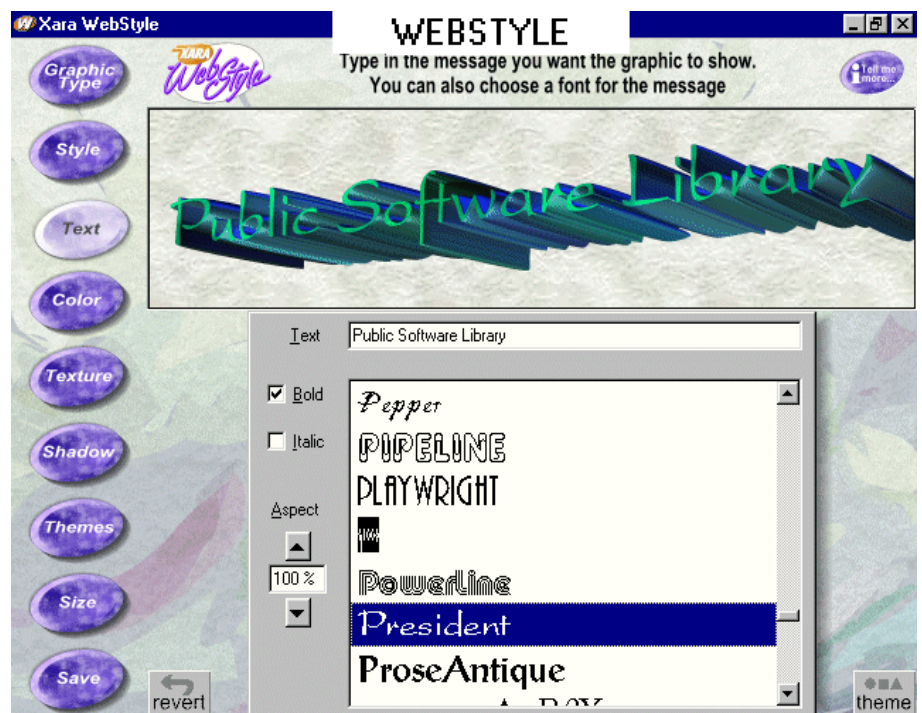 Xara WebStyle
WEBSTYLE
Graphic
Type
XARA
WebStyle
Type in the message you want the graphic to show.
You can also choose a font for the message
Tell me
more...
Style
Public Software Library
Text
Color
Text
Public Software Library
Texture
Bold
Pepper
Italic
PIPELINE
Shadow
PLAYWRIGHT
Aspect
Themes
100 %
PowerLine
Size
President
ProseAntique
Save
revert
theme